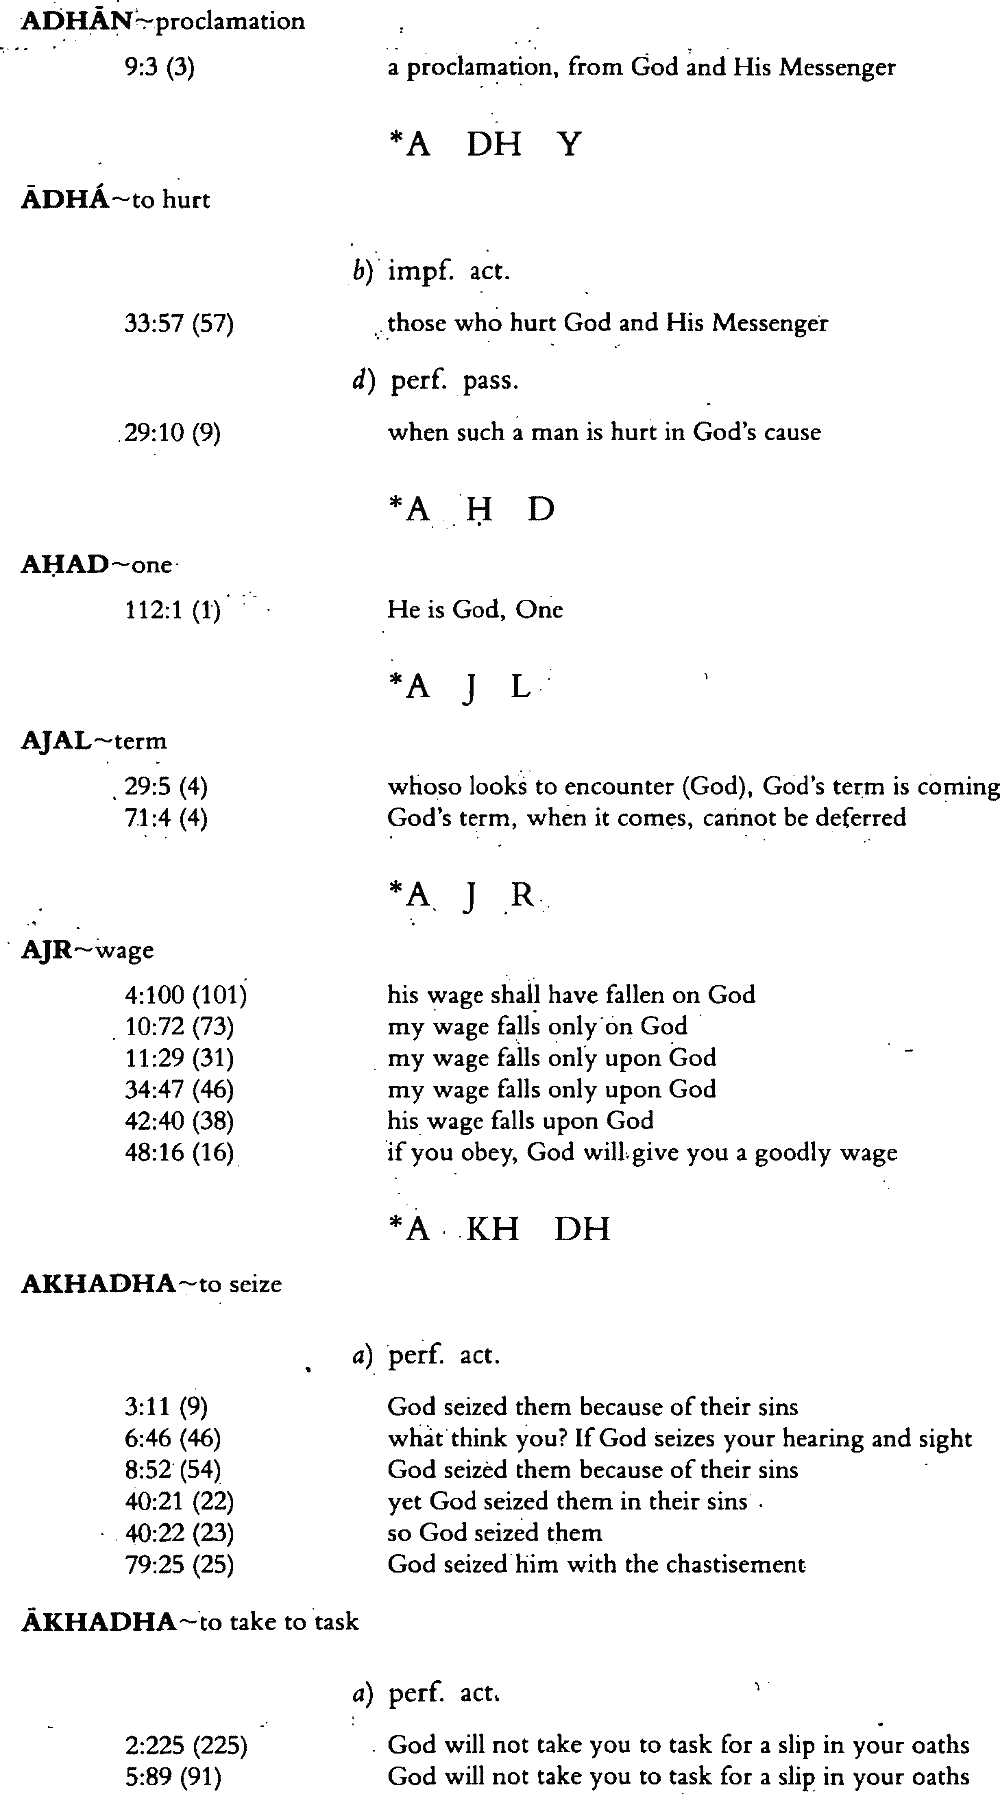 ADHĀN~proclamation
9:3 (3) a proclamation, from God and His Messenger
*A DH Y
ĀDHÁ~to hurt
b) impf. act.
33:57 (57) those who hurt God and His Messenger
d) perf. pass.
29:10 (9) when such a man is hurt in God's cause
*A Ḥ D
AḤAD~one
112:1 (1) He is God, One
*A J L
AJAL~term
29:5 (4) whoso looks to encounter (God), God's term is coming
71:4 (4) God's term, when it comes, cannot be deferred
*A J R
AJR~wage
4:100 (101) his wage shall have fallen on God
10:72 (73) my wage falls only on God
11:29 (31) my wage falls only upon God
34:47 (46) my wage falls only upon God
42:40 (38) his wage falls upon God
48:16 (16) if you obey, God will give you a goodly wage
*A KH DH
AKHADHA~to seize
a) perf. act.
3:11 (9) God seized them because of their sins
6:46 (46) what think you? If God seizes your hearing and sight
8:52 (54) God seized them because of their sins
40:21 (22) yet God seized them in their sins
40:22 (23) so God seized them
79:25 (25) God seized him with the chastisement
ĀKHADHA~to take to task
a) perf. act.
2:225 (225) God will not take you to task for a slip in your oaths
5:89 (91) God will not take you to task for a slip in your oaths